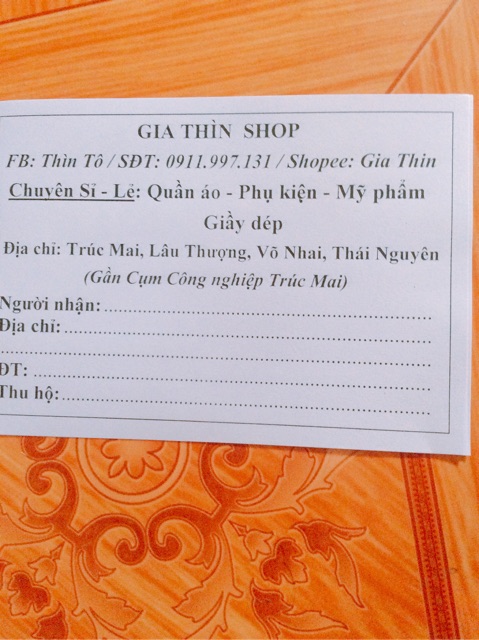 GIA THÌN SHOP
FB: Thìn Tô / SĐT: 0911.997.131 / Shopee: Gia Thin
Chuyên Sỉ - Lẻ: Quần áo - Phụ kiện - Mỹ phẩm
Giầy dép
Địa chỉ: Trúc Mai, Lâu Thượng, Võ Nhai, Thái Nguyên
(Gần Cụm Công nghiệp Trúc Mai)
Người nhận:
Địa chỉ:
ĐT:
Thu hộ: